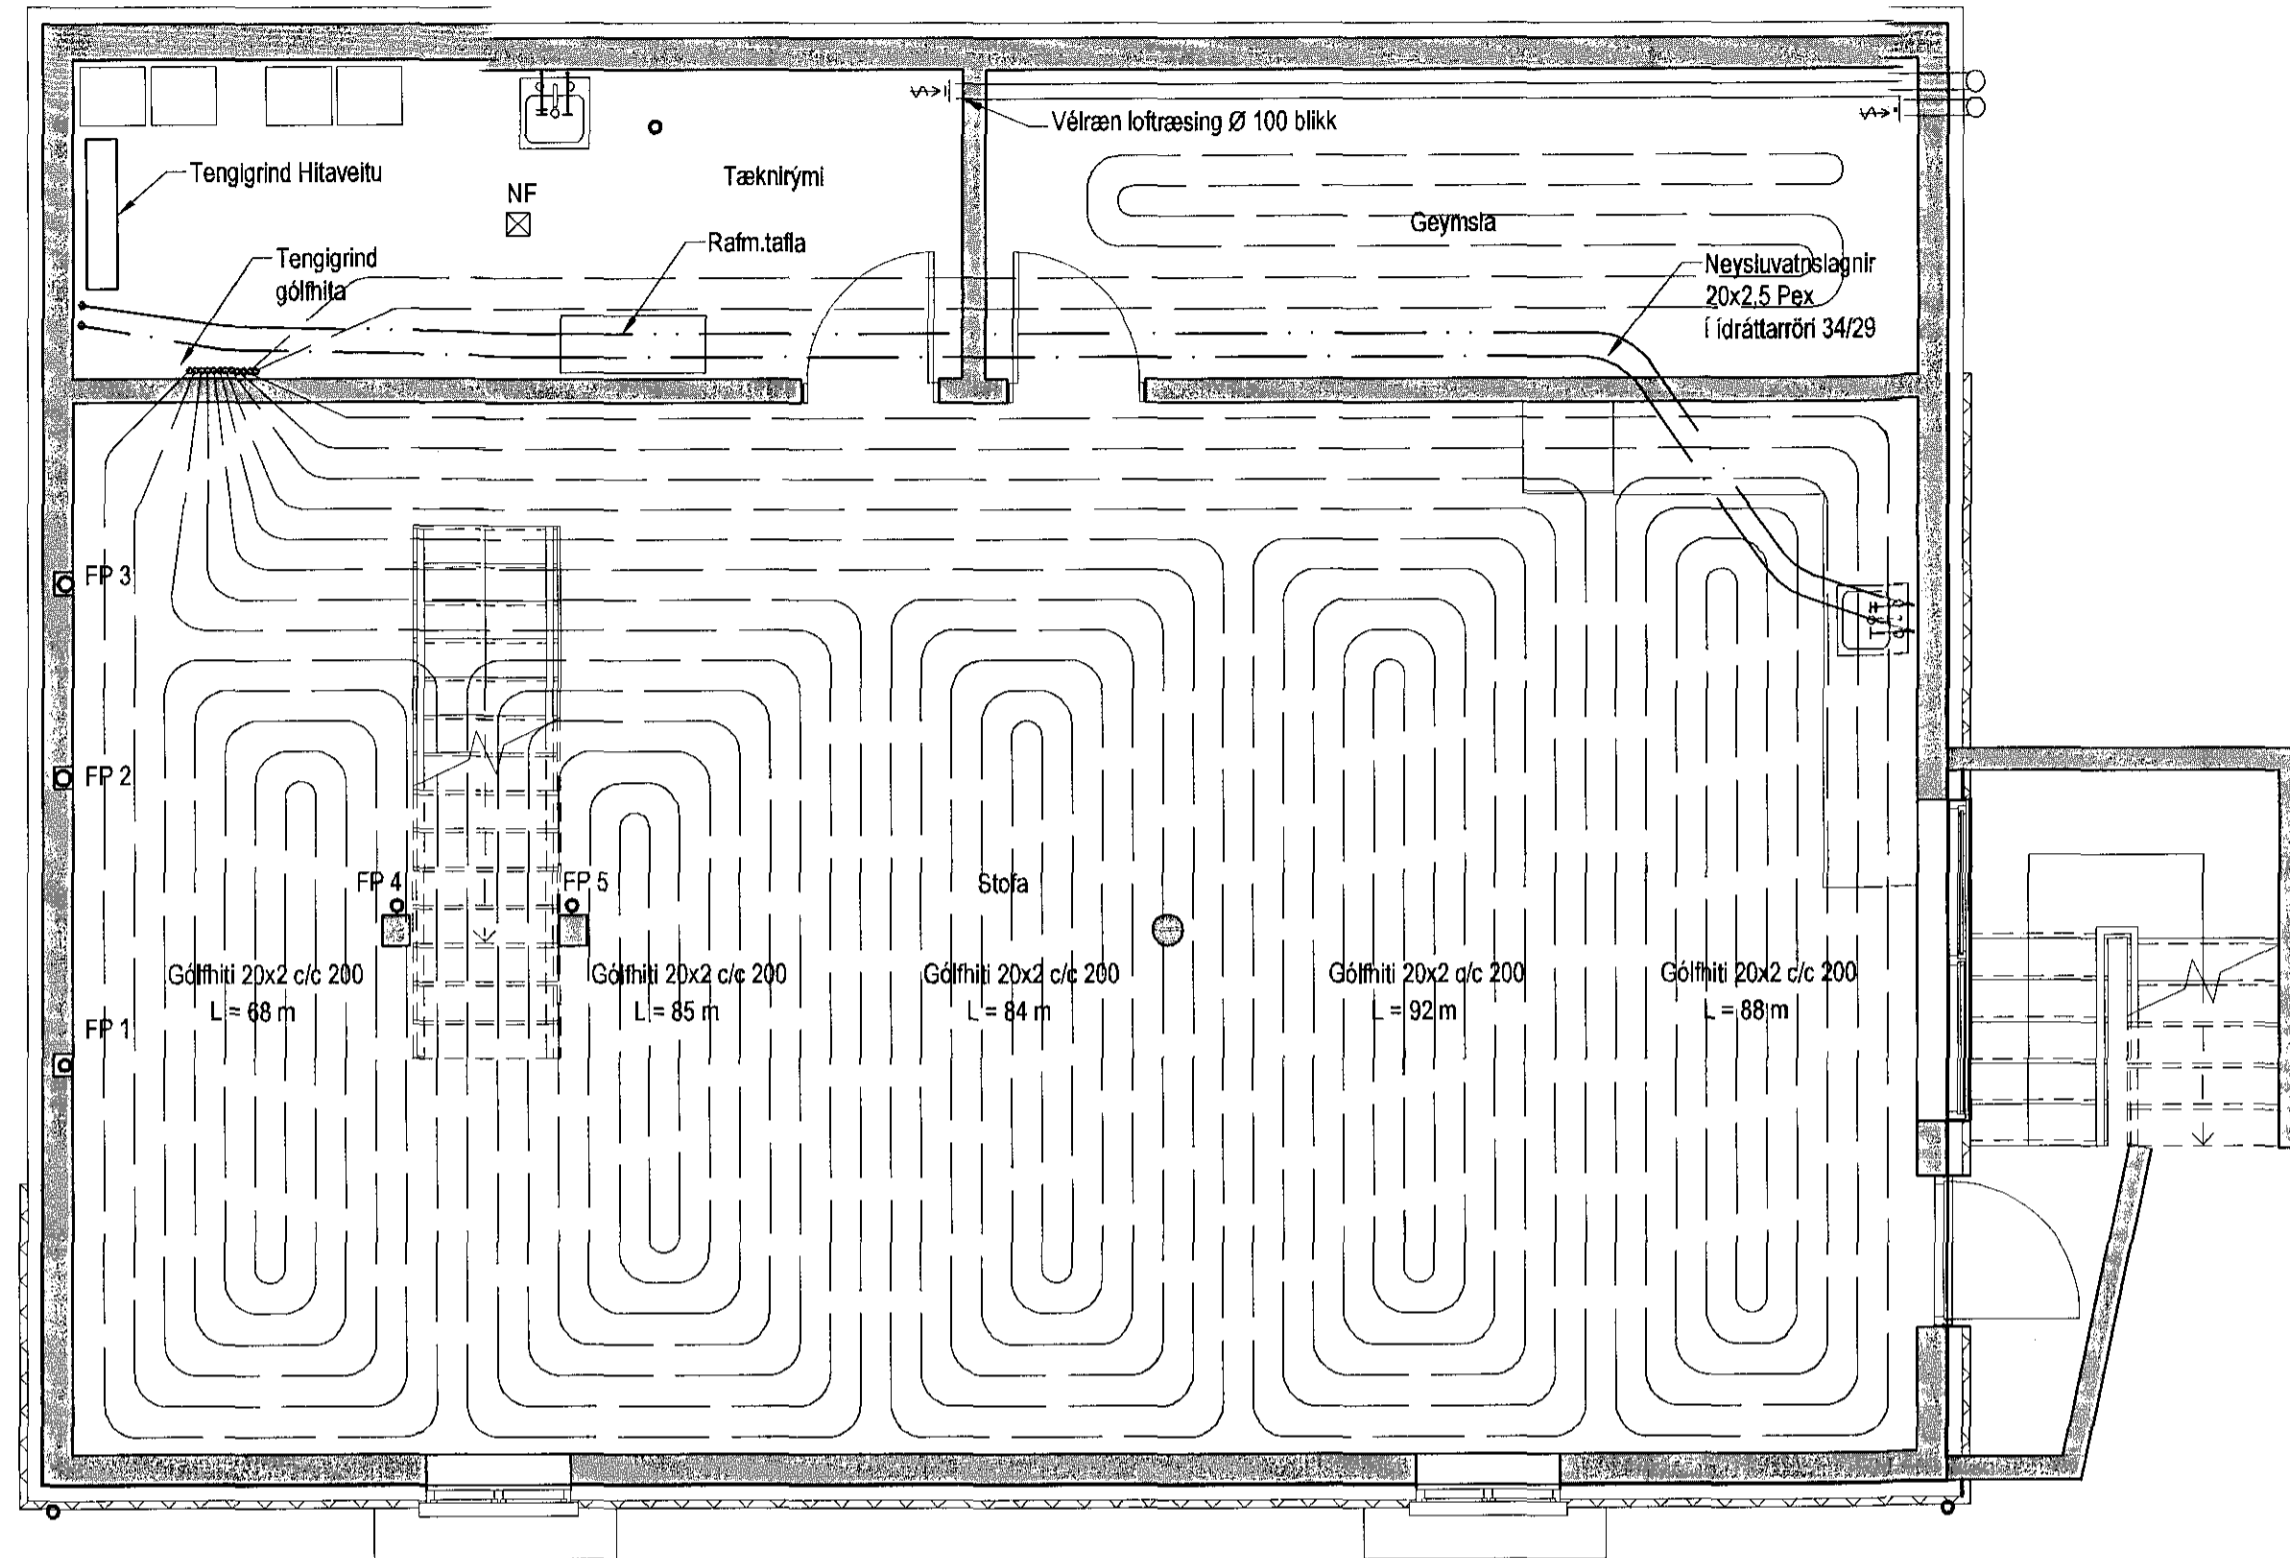 Vélræn loftræsing Ø 100 blikk
Tengigrind Hitaveitu
Tæknirými
NF
Geymsla
Rafm.tafla
Tengigrind
gólfhita
Neysluvatnslagnir
20x2,5 Pex
í ídráttarröri 34/29
FP 3
FP 2
FP 4
FP 5
Stofa
Gólfhiti 20x2 c/c 200
L = 68 m
Gólfhiti 20x2 c/c 200
L = 85 m
Gólfhiti 20x2 c/c 200
L = 84 m
Gólfhiti 20x2 c/c 200
L = 92 m
Gólfhiti 20x2 c/c 200
L = 88 m
FP 1